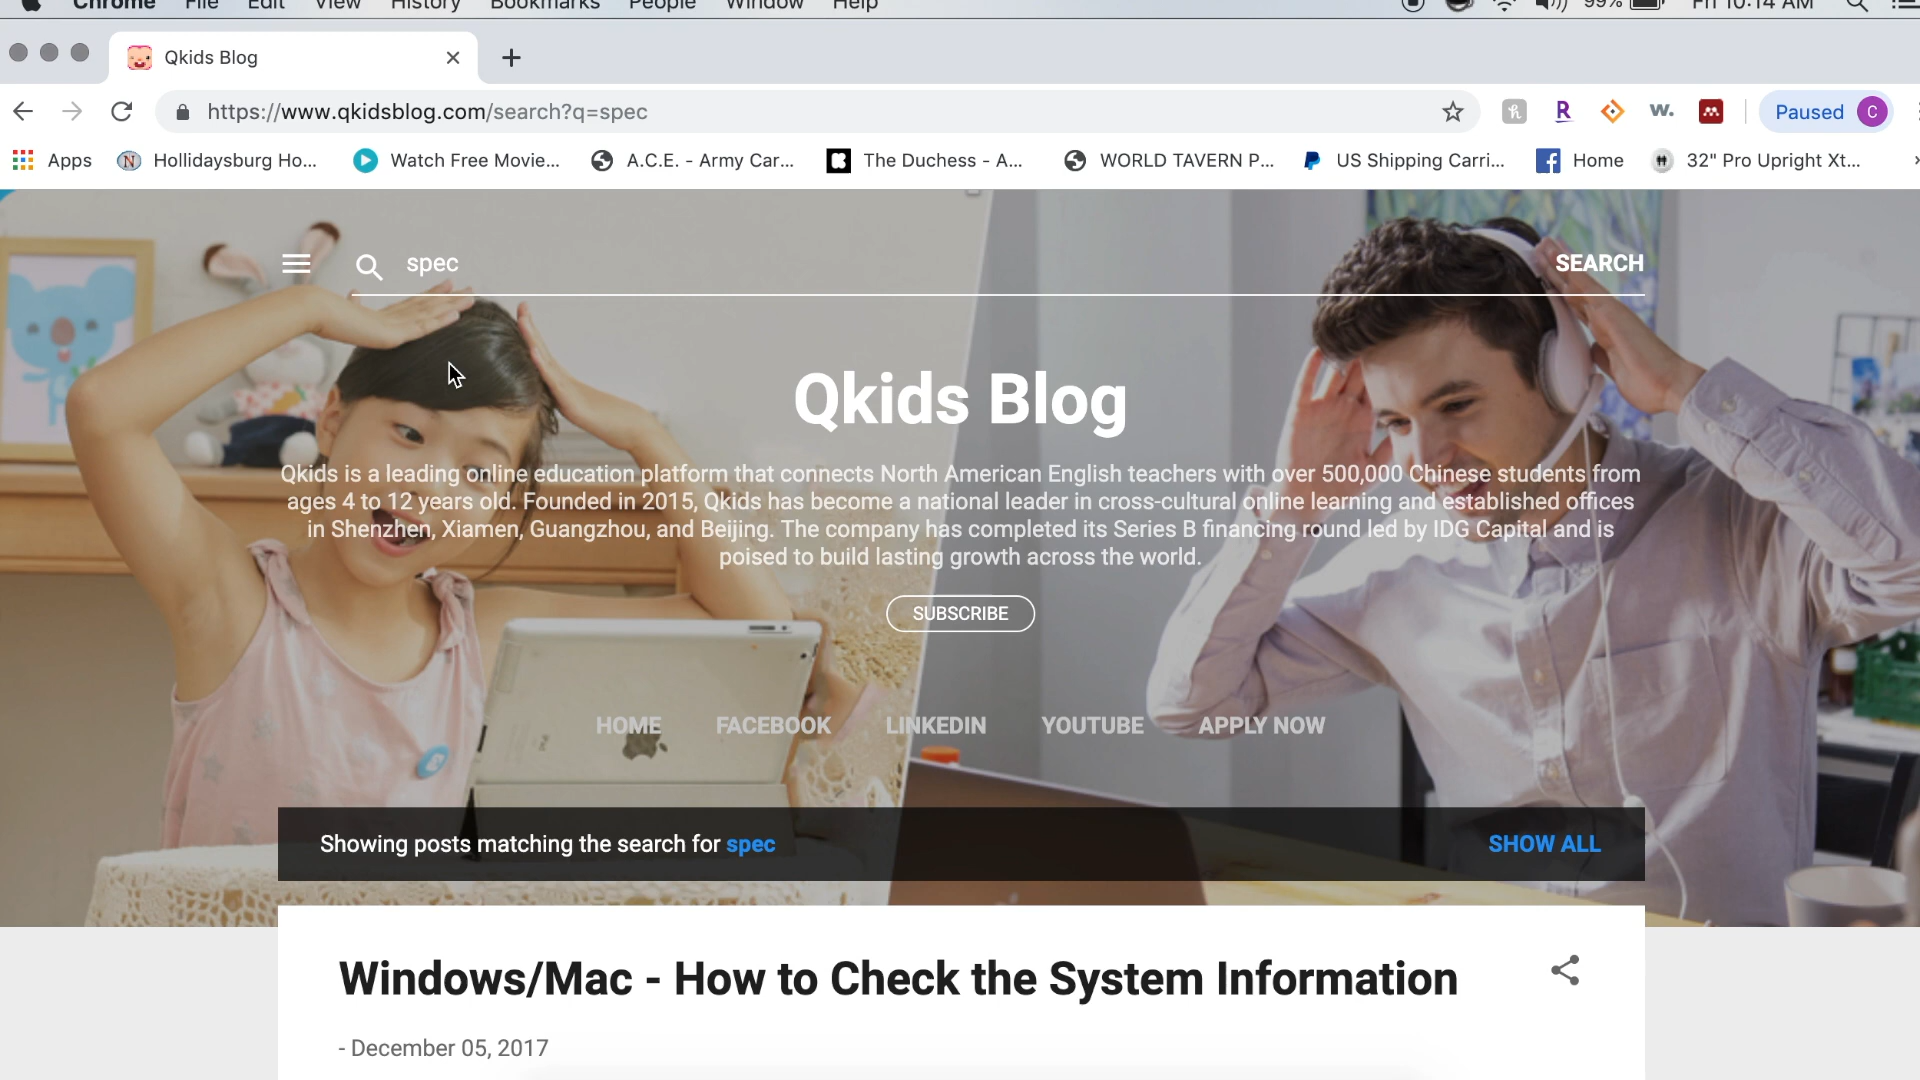 Chrome File Edit View History Bookmarks People Window Help 99% Fri 10:14 AM
Qkids Blog
https://www.qkidsblog.com/search?q=spec
Paused C
Apps Hollidaysburg Ho... Watch Free Movie... A.C.E. - Army Car... The Duchess - A... WORLD TAVERN P... US Shipping Carri... Home 32" Pro Upright Xt...
spec SEARCH
Qkids Blog
Qkids is a leading online education platform that connects North American English teachers with over 500,000 Chinese students from
ages 4 to 12 years old. Founded in 2015, Qkids has become a national leader in cross-cultural online learning and established offices
in Shenzhen, Xiamen, Guangzhou, and Beijing. The company has completed its Series B financing round led by IDG Capital and is
poised to build lasting growth across the world.
SUBSCRIBE
HOME FACEBOOK LINKEDIN YOUTUBE APPLY NOW
Showing posts matching the search for spec SHOW ALL
Windows/Mac - How to Check the System Information
- December 05, 2017